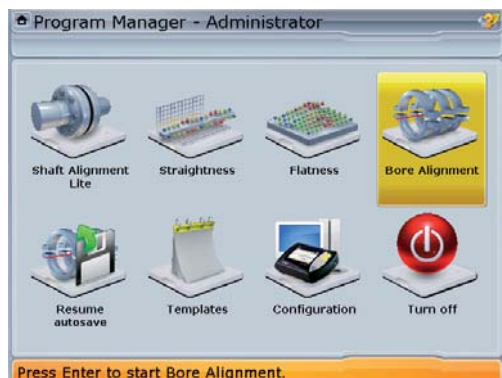 Program Manager - Administrator
Shaft Alignment
Lite
Straightness
Flatness
Bore Alignment
Resume
autosave
Templates
Configuration
Turn off
Press Enter to start Bore Alignment.